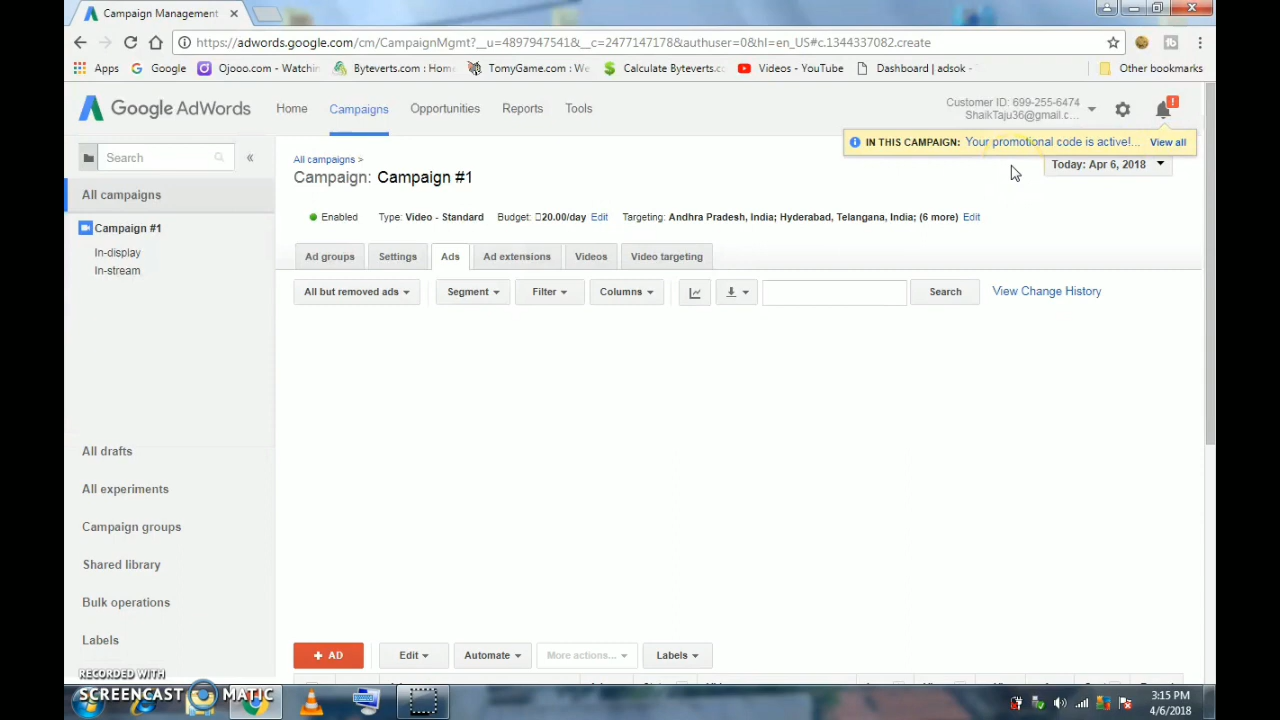 Campaign Management
https://adwords.google.com/cm/CampaignMgmt?__u=4897947541&__c=2477147178&authuser=0&hl=en_US#c.1344337082.create
Apps Google Ojooo.com - Watchin Byteverts.com : Hom TomyGame.com : We Calculate Byteverts.c Videos - YouTube Dashboard | adsok - Other bookmarks
Google AdWords Home Campaigns Opportunities Reports Tools
Customer ID: 699-255-6474
ShaikTaju36@gmail.c...
IN THIS CAMPAIGN: Your promotional code is active!... View all
Today: Apr 6, 2018
Search
All campaigns
Campaign #1
In-display
In-stream
All drafts
All experiments
Campaign groups
Shared library
Bulk operations
Labels
All campaigns >
Campaign: Campaign #1
Enabled Type: Video - Standard Budget: 20.00/day Edit Targeting: Andhra Pradesh, India; Hyderabad, Telangana, India; (6 more) Edit
Ad groups Settings Ads Ad extensions Videos Video targeting
All but removed ads Segment Filter Columns Search View Change History
+ AD Edit Automate More actions... Labels
RECORDED WITH
SCREENCAST MATIC
3:15 PM
4/6/2018